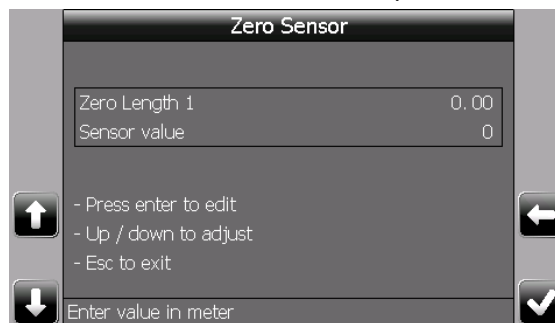 Zero Sensor
Zero Length 1 0.00
Sensor value 0
- Press enter to edit
- Up / down to adjust
- Esc to exit
Enter value in meter